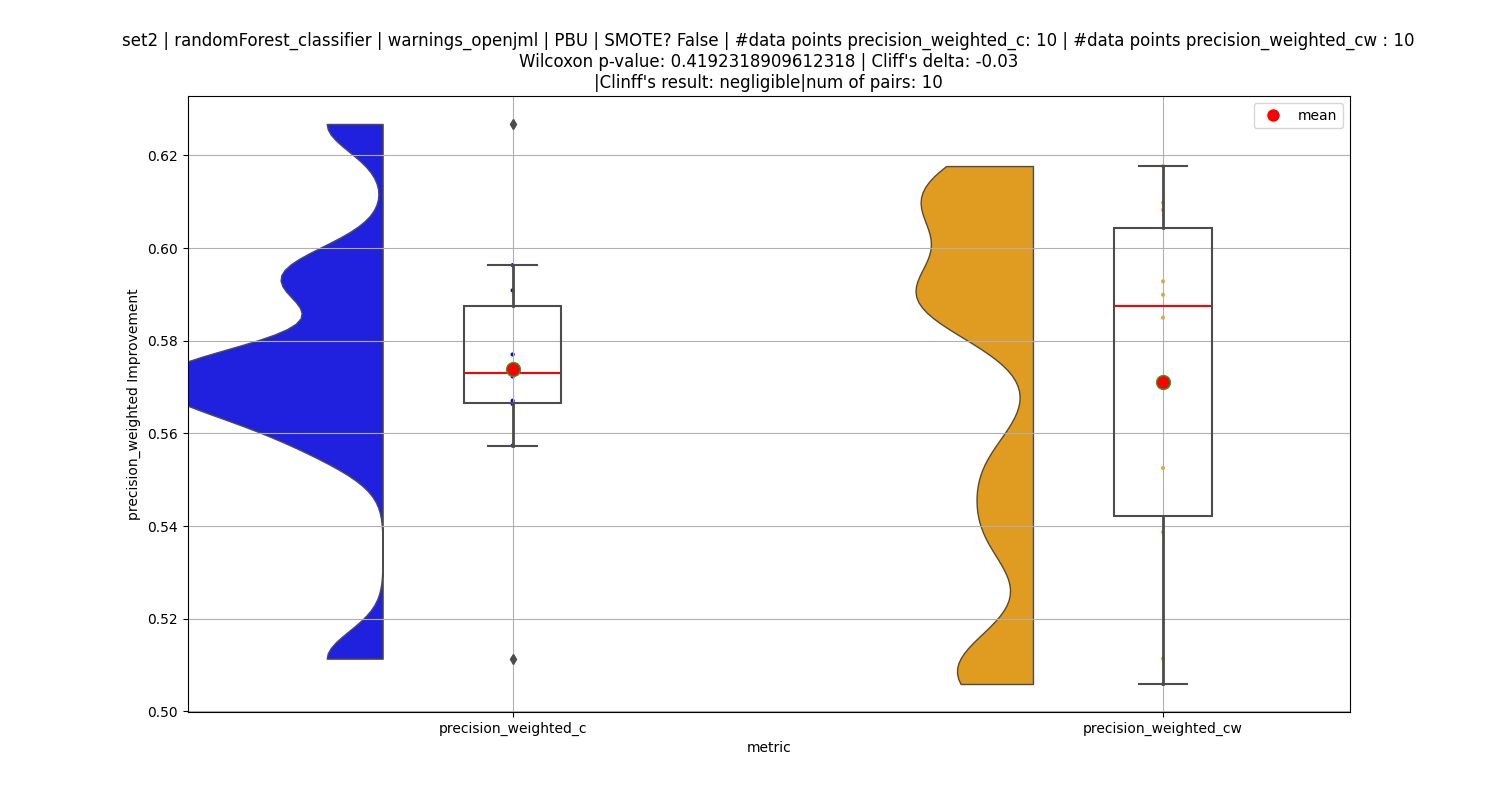 set2 | randomForest_classifier | warnings_openjml | PBU | SMOTE? False | #data points precision_weighted_c: 10 | #data points precision_weighted_cw : 10
Wilcoxon p-value: 0.4192318909612318 | Cliff's delta: -0.03
|Clinff's result: negligible|num of pairs: 10
mean
0.62
0.60
0.58
0.56
0.54
0.52
0.50
precision_weighted Improvement
precision_weighted_c
precision_weighted_cw
metric